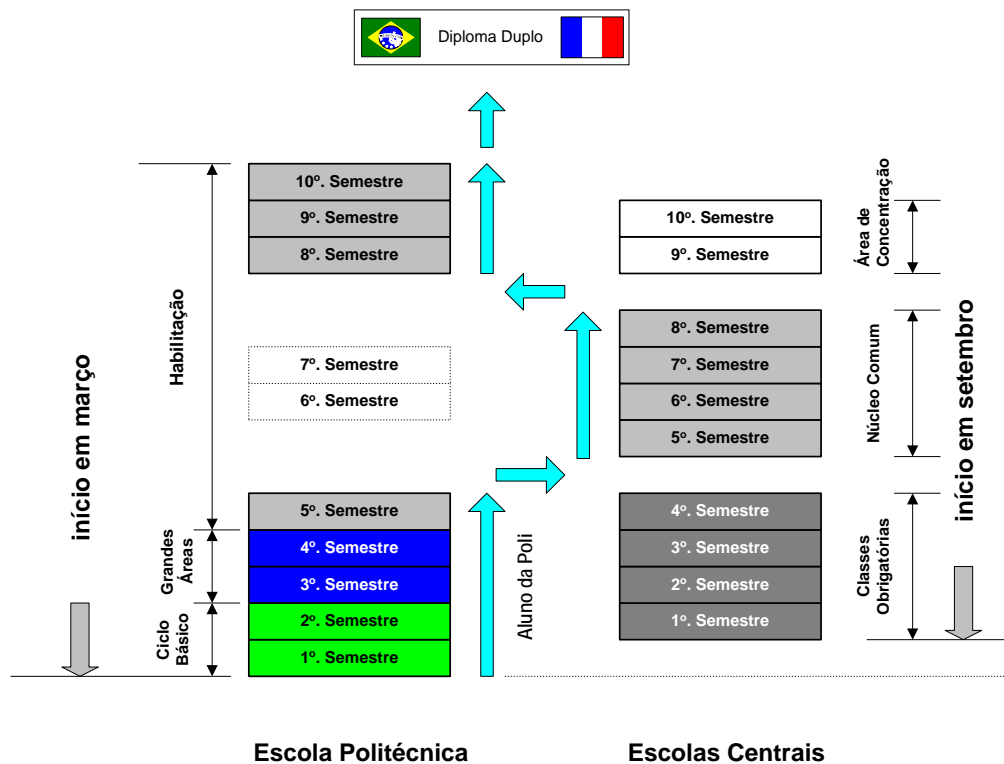 Diploma Duplo
início em março
Habilitação
Grandes
Áreas
Ciclo
Básico
10º. Semestre
9º. Semestre
8º. Semestre
7º. Semestre
6º. Semestre
5º. Semestre
4º. Semestre
3º. Semestre
2º. Semestre
1º. Semestre
Aluno da Poli
10º. Semestre
9º. Semestre
8º. Semestre
7º. Semestre
6º. Semestre
5º. Semestre
4º. Semestre
3º. Semestre
2º. Semestre
1º. Semestre
Área de
Concentração
Núcleo Comum
Classes
Obrigatórias
início em setembro
Escola Politécnica
Escolas Centrais